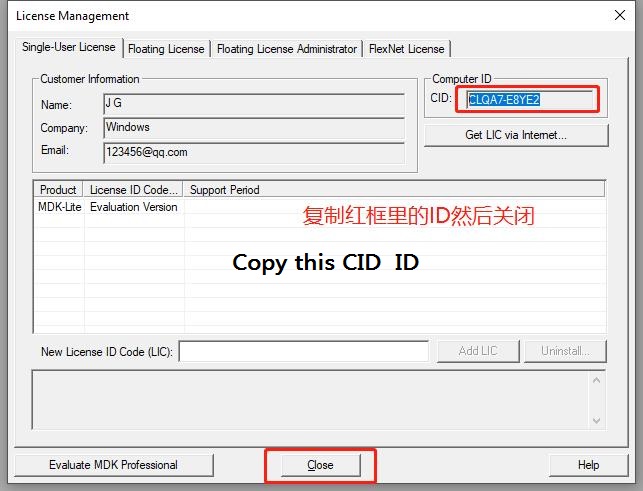 License Management
Single-User License
Floating License
Floating License Administrator
FlexNet License
Customer Information
Name:
J G
Company:
Windows
Email:
123456@qq.com
Computer ID
CID:
CLQA7-E8YE2
Get LIC via Internet...
Product
License ID Code...
Support Period
MDK-Lite
Evaluation Version
复制红框里的ID然后关闭
Copy this CID ID
New License ID Code (LIC):
Add LIC
Uninstall...
Evaluate MDK Professional
Close
Help